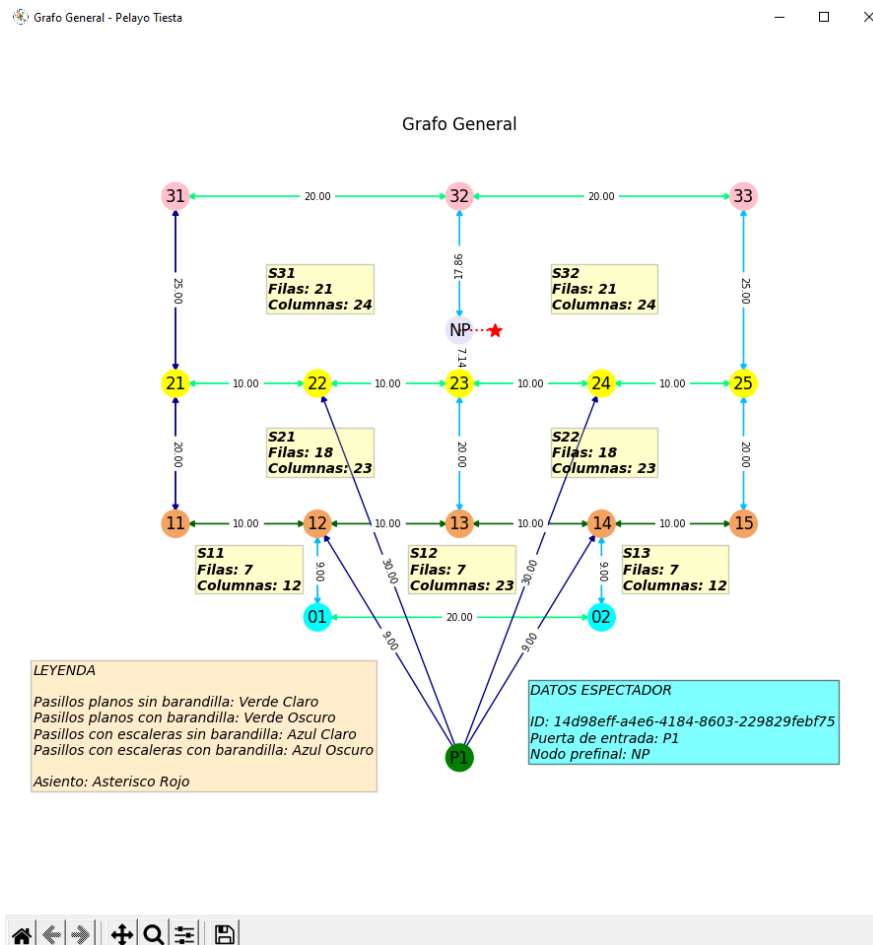 Grafo General - Pelayo Tiesta
Grafo General
31
20.00
32
20.00
33
25.00
S31
Filas: 21
Columnas: 24
17.86
S32
Filas: 21
Columnas: 24
25.00
NP
7.14
21
10.00
22
10.00
23
10.00
24
10.00
25
20.00
S21
Filas: 18
Columnas: 23
20.00
S22
Filas: 18
Columnas: 23
20.00
11
10.00
12
10.00
13
10.00
14
10.00
15
S11
Filas: 7
Columnas: 12
9.00
30.00
S12
Filas: 7
Columnas: 23
30.00
9.00
S13
Filas: 7
Columnas: 12
01
20.00
02
9.00
9.00
LEYENDA
Pasillos planos sin barandilla: Verde Claro
Pasillos planos con barandilla: Verde Oscuro
Pasillos con escaleras sin barandilla: Azul Claro
Pasillos con escaleras con barandilla: Azul Oscuro
Asiento: Asterisco Rojo
P1
DATOS ESPECTADOR
ID: 14d98eff-a4e6-4184-8603-229829febf75
Puerta de entrada: P1
Nodo prefinal: NP